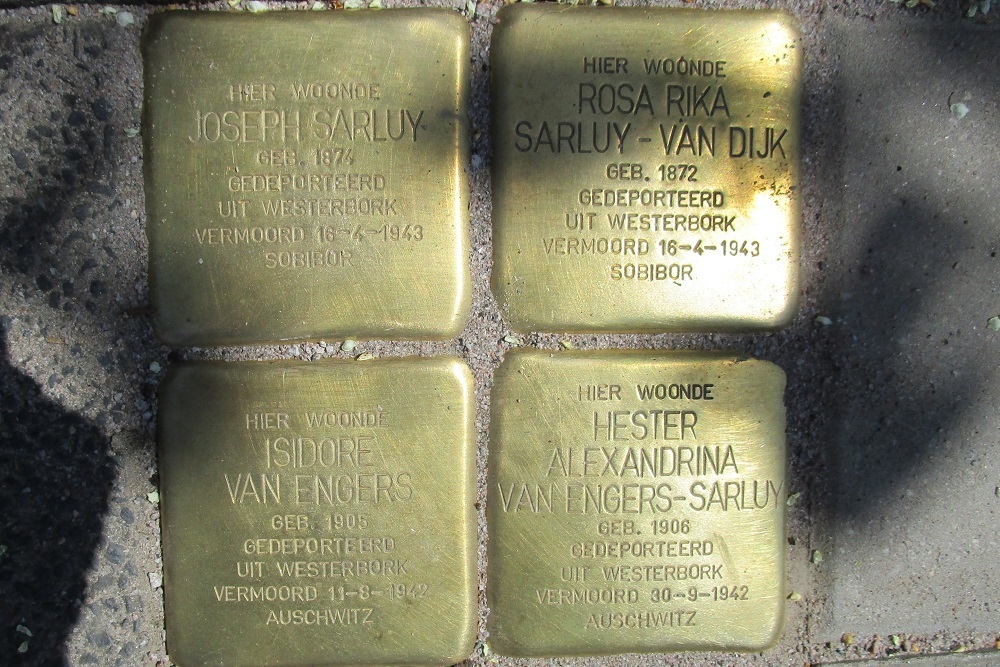 HIER WOONDE
JOSEPH SARLUY
GEB. 1874
GEDEPORTEERD
UIT WESTERBORK
VERMOORD 16-4-1943
SOBIBOR
HIER WOONDE
ROSA RIKA
SARLUY-VAN DIJK
GEB. 1872
GEDEPORTEERD
UIT WESTERBORK
VERMOORD 16-4-1943
SOBIBOR
HIER WOONDE
ISIDORE
VAN ENGERS
GEB. 1905
GEDEPORTEERD
UIT WESTERBORK
VERMOORD 11-8-1942
AUSCHWITZ
HIER WOONDE
HESTER
ALEXANDRINA
VAN ENGERS-SARLUY
GEB. 1906
GEDEPORTEERD
UIT WESTERBORK
VERMOORD 30-9-1942
AUSCHWITZ